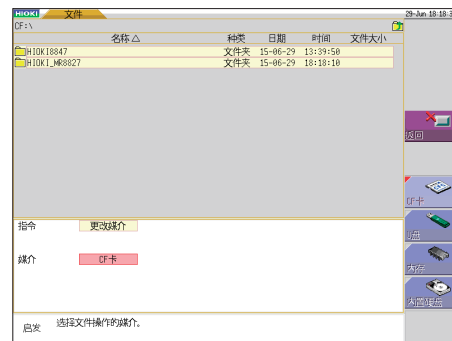 HIOKI 文件 29-Jun 18:18:3
CF:\
名称△ 种类 日期 时间 文件大小
HIOKI8847 文件夹 15-06-29 13:39:50
HIOKI_MR8827 文件夹 15-06-29 18:18:10
返回
CF卡
U盘
内存
内置硬盘
指令 更改媒介
媒介 CF卡
启发 选择文件操作的媒介。